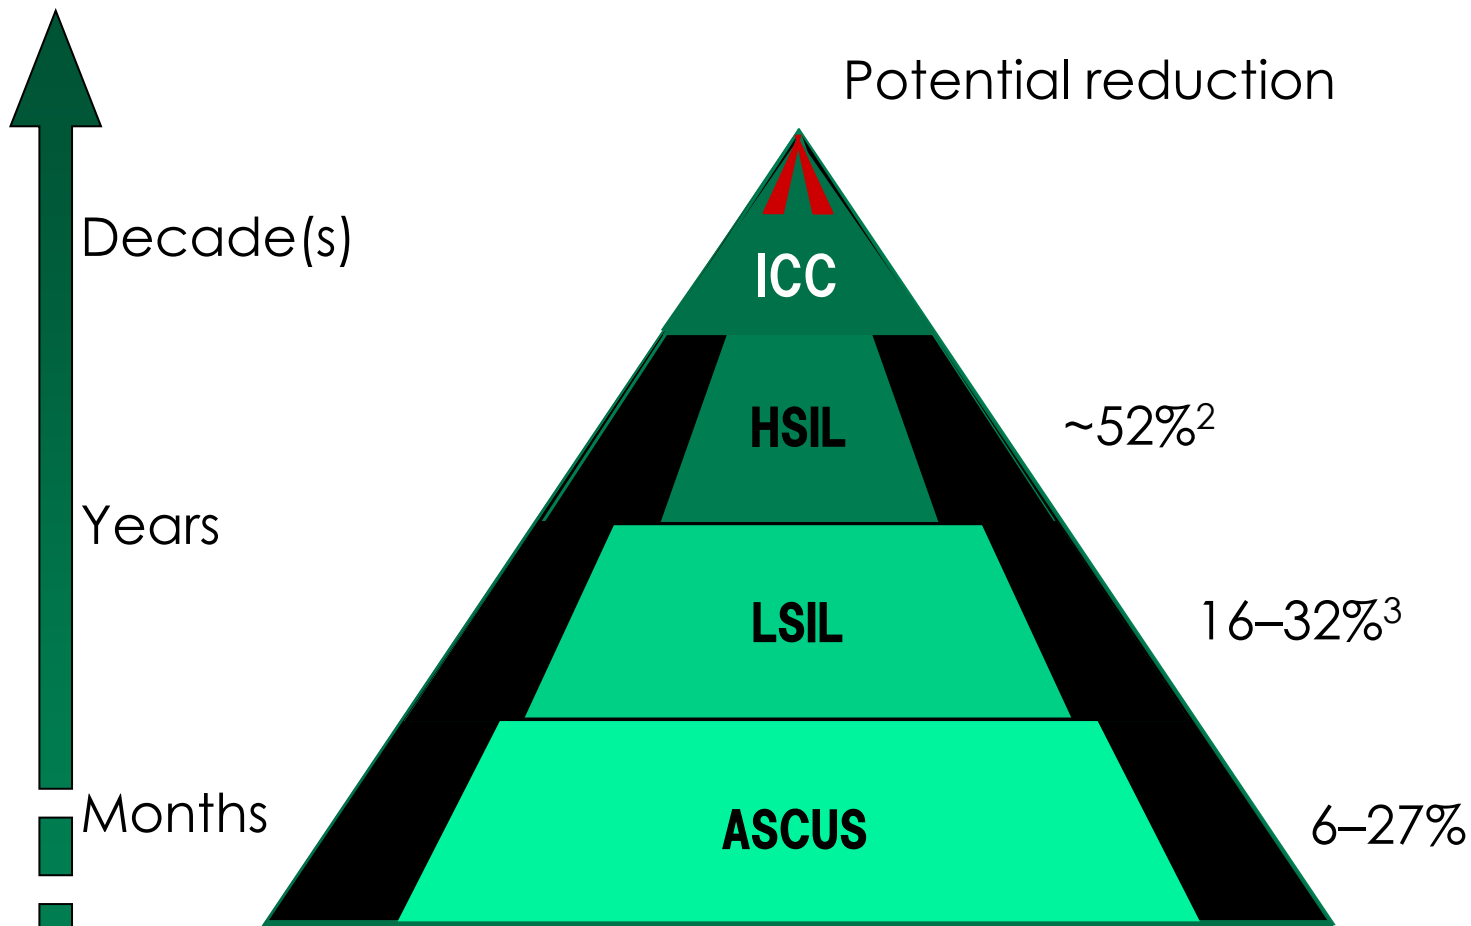 Potential reduction
Decade(s)
ICC
HSIL
~52%²
Years
LSIL
16–32%³
Months
ASCUS
6–27%